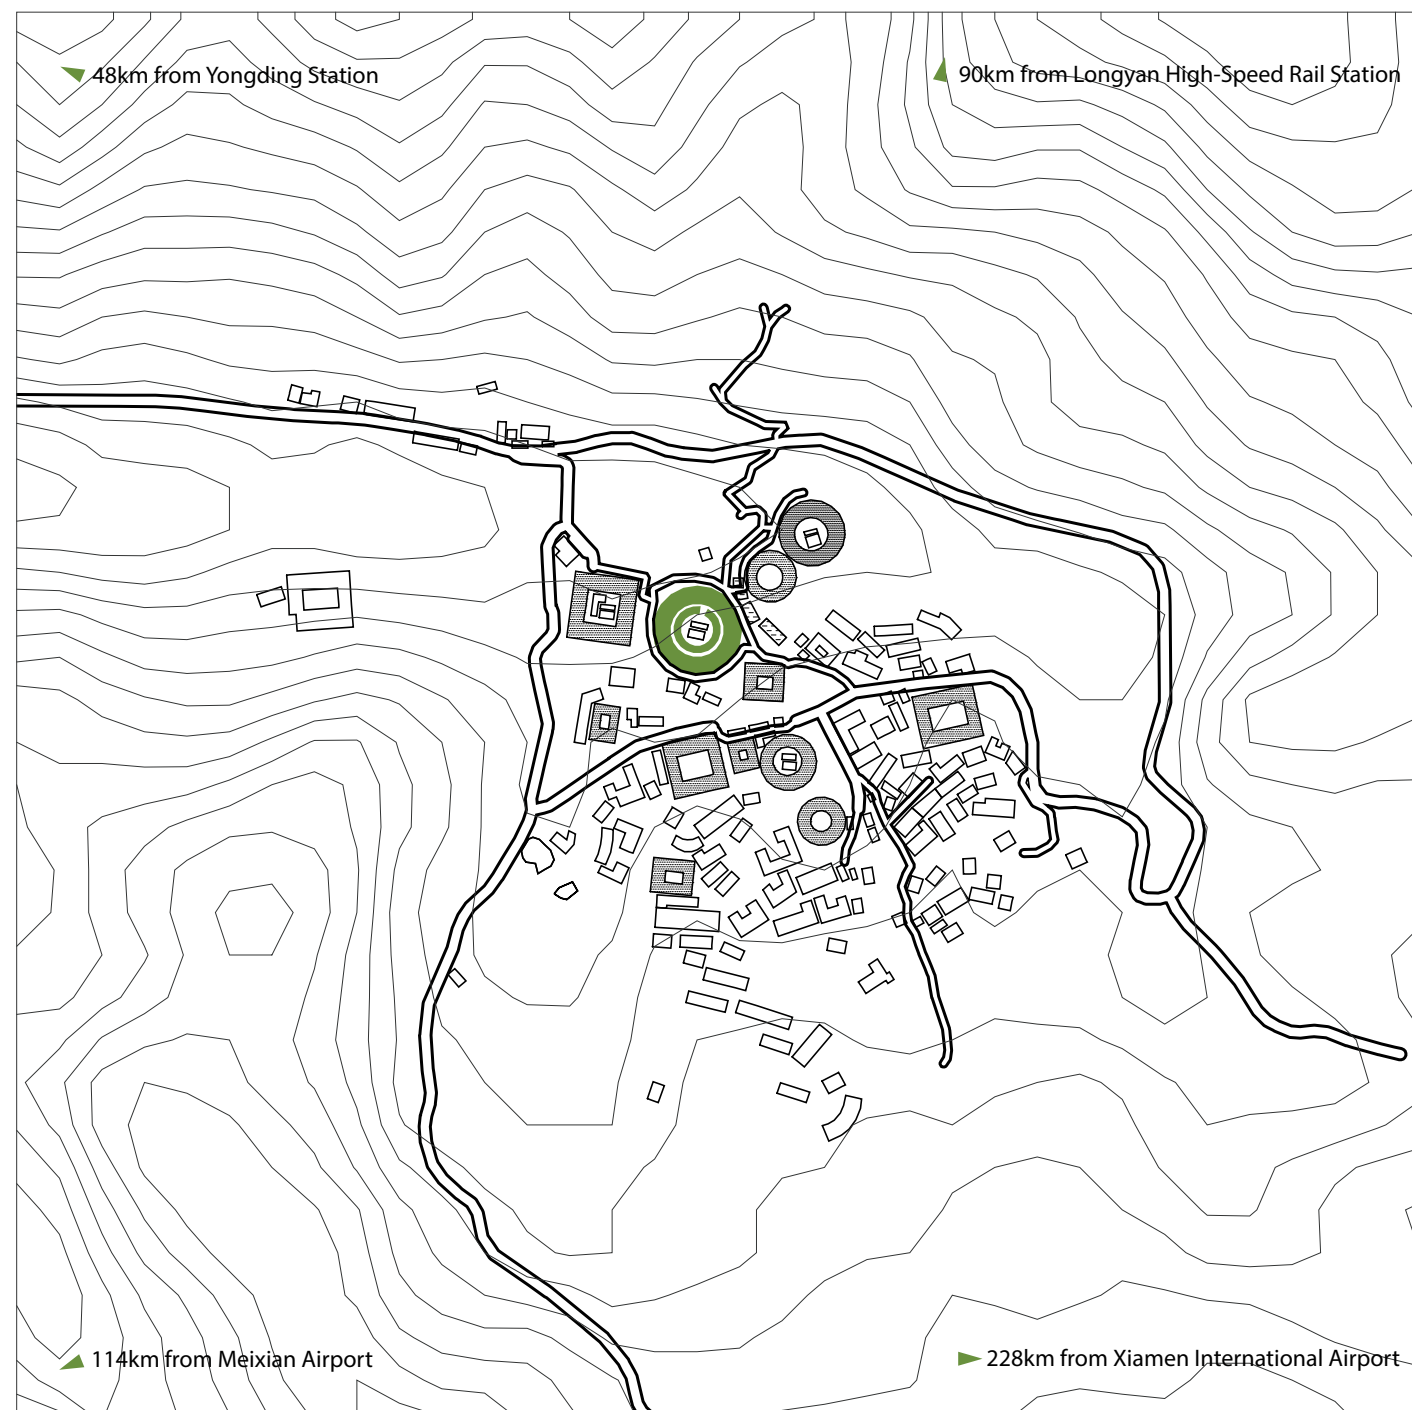 48km from Yongding Station
90km from Longyan High-Speed Rail Station
114km from Meixian Airport
228km from Xiamen International Airport